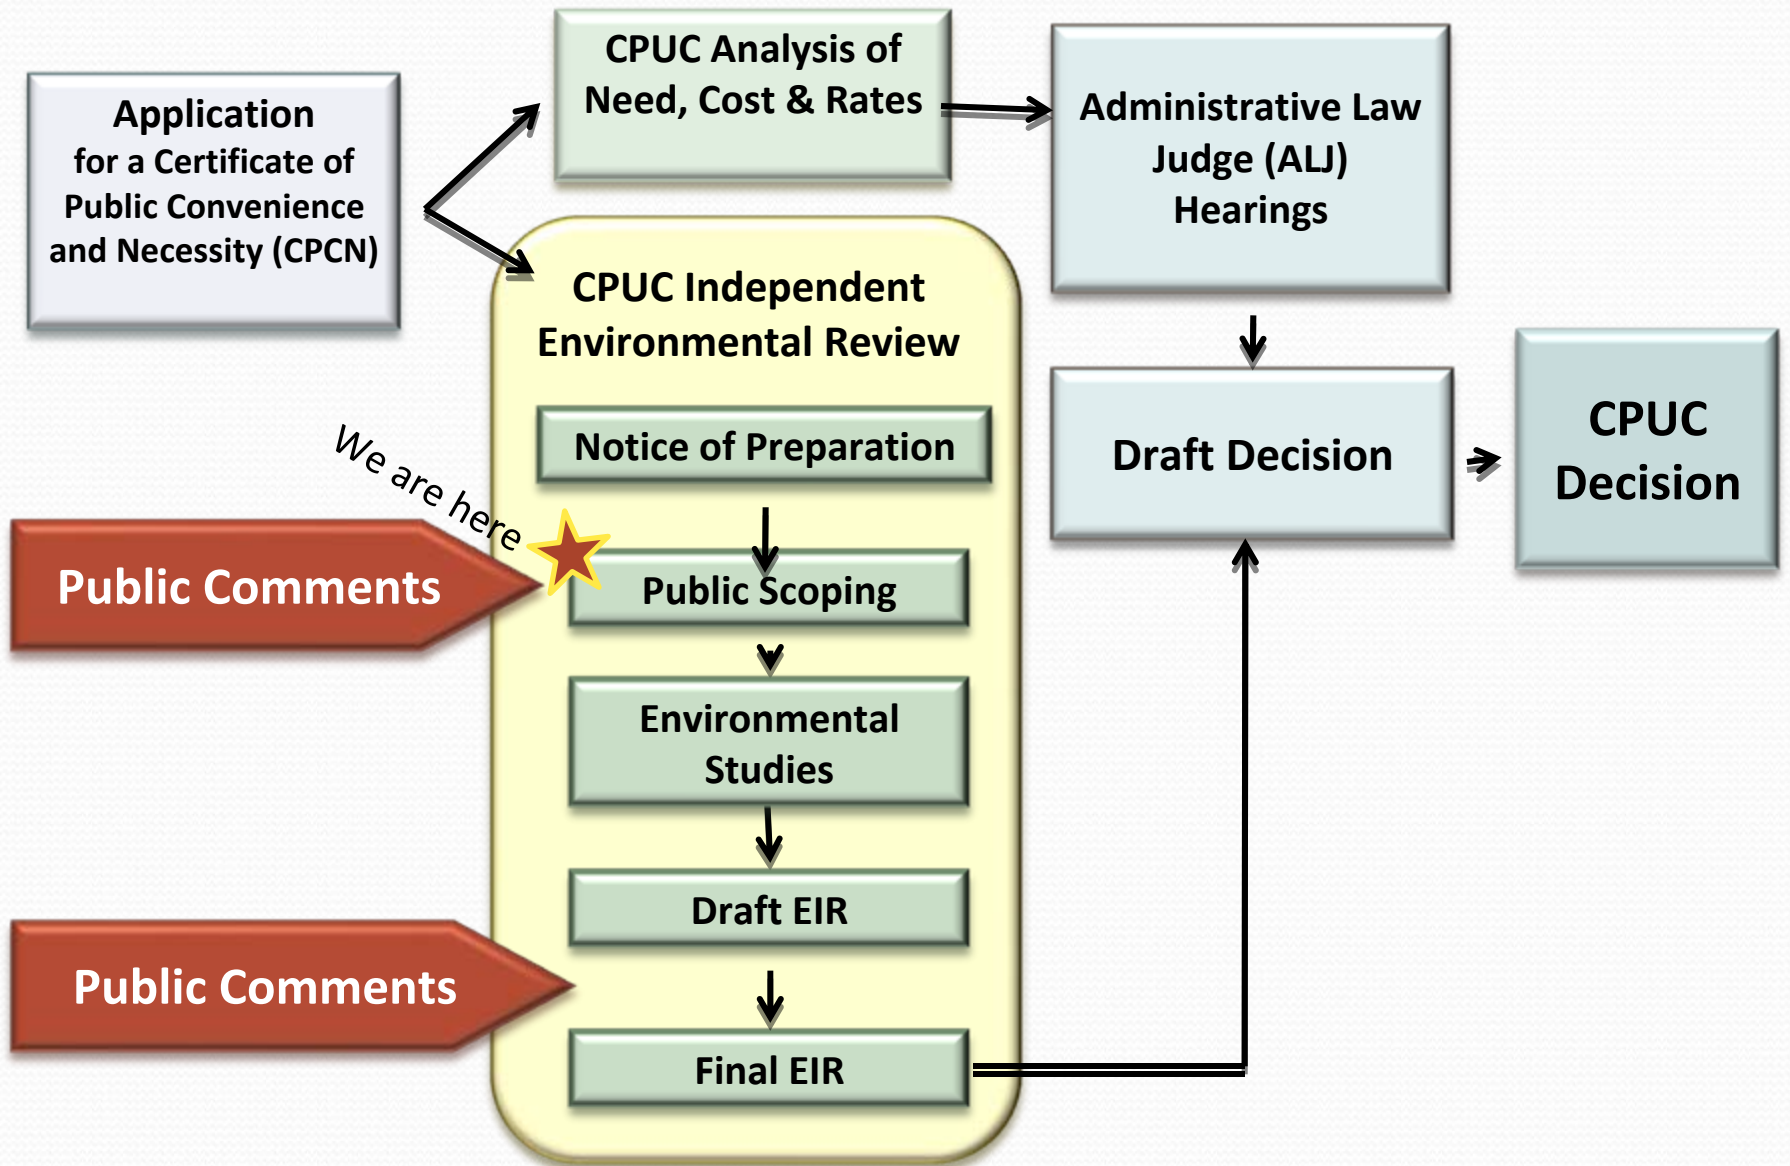 Application
for a Certificate of
Public Convenience
and Necessity (CPCN)
CPUC Analysis of
Need, Cost & Rates
Administrative Law
Judge (ALJ)
Hearings
CPUC Independent
Environmental Review
Notice of Preparation
We are here
Public Comments
Public Scoping
Environmental
Studies
Draft EIR
Public Comments
Final EIR
Draft Decision
CPUC
Decision